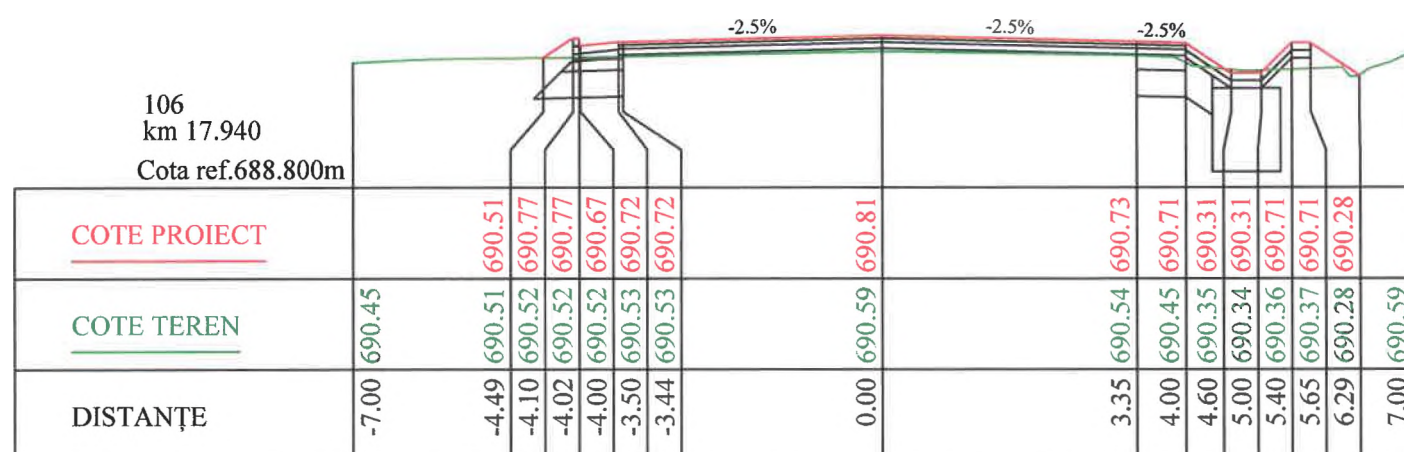 -2.5% -2.5% -2.5%
106
km 17.940
Cota ref.688.800m
COTE PROIECT 690.51 690.77 690.77 690.67 690.72 690.72 690.81 690.73 690.71 690.31 690.31 690.71 690.71 690.28
COTE TEREN 690.45 690.51 690.52 690.52 690.52 690.53 690.53 690.59 690.54 690.45 690.35 690.34 690.36 690.37 690.28 690.59
DISTANȚE -7.00 -4.49 -4.10 -4.02 -4.00 -3.50 -3.44 0.00 3.35 4.00 4.60 5.00 5.40 5.65 6.29 7.00